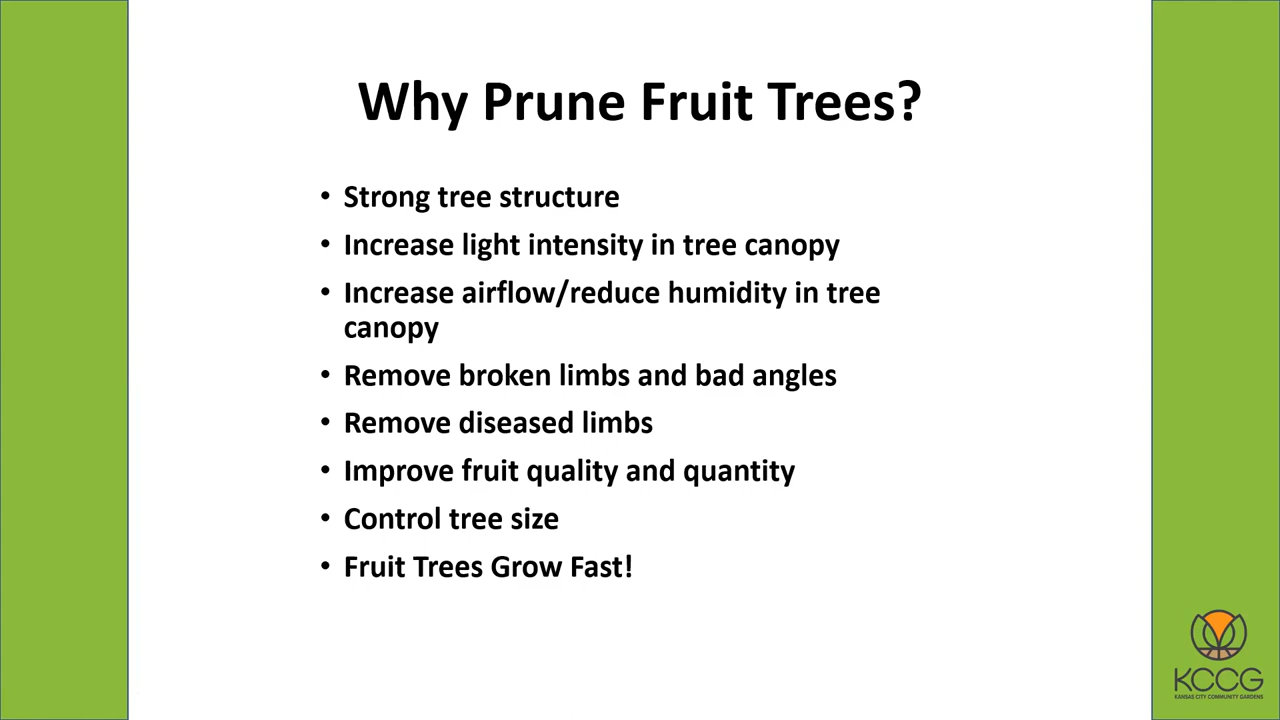 Why Prune Fruit Trees?
• Strong tree structure
• Increase light intensity in tree canopy
• Increase airflow/reduce humidity in tree
canopy
• Remove broken limbs and bad angles
• Remove diseased limbs
• Improve fruit quality and quantity
• Control tree size
• Fruit Trees Grow Fast!
KCCG
KANSAS CITY COMMUNITY GARDENS